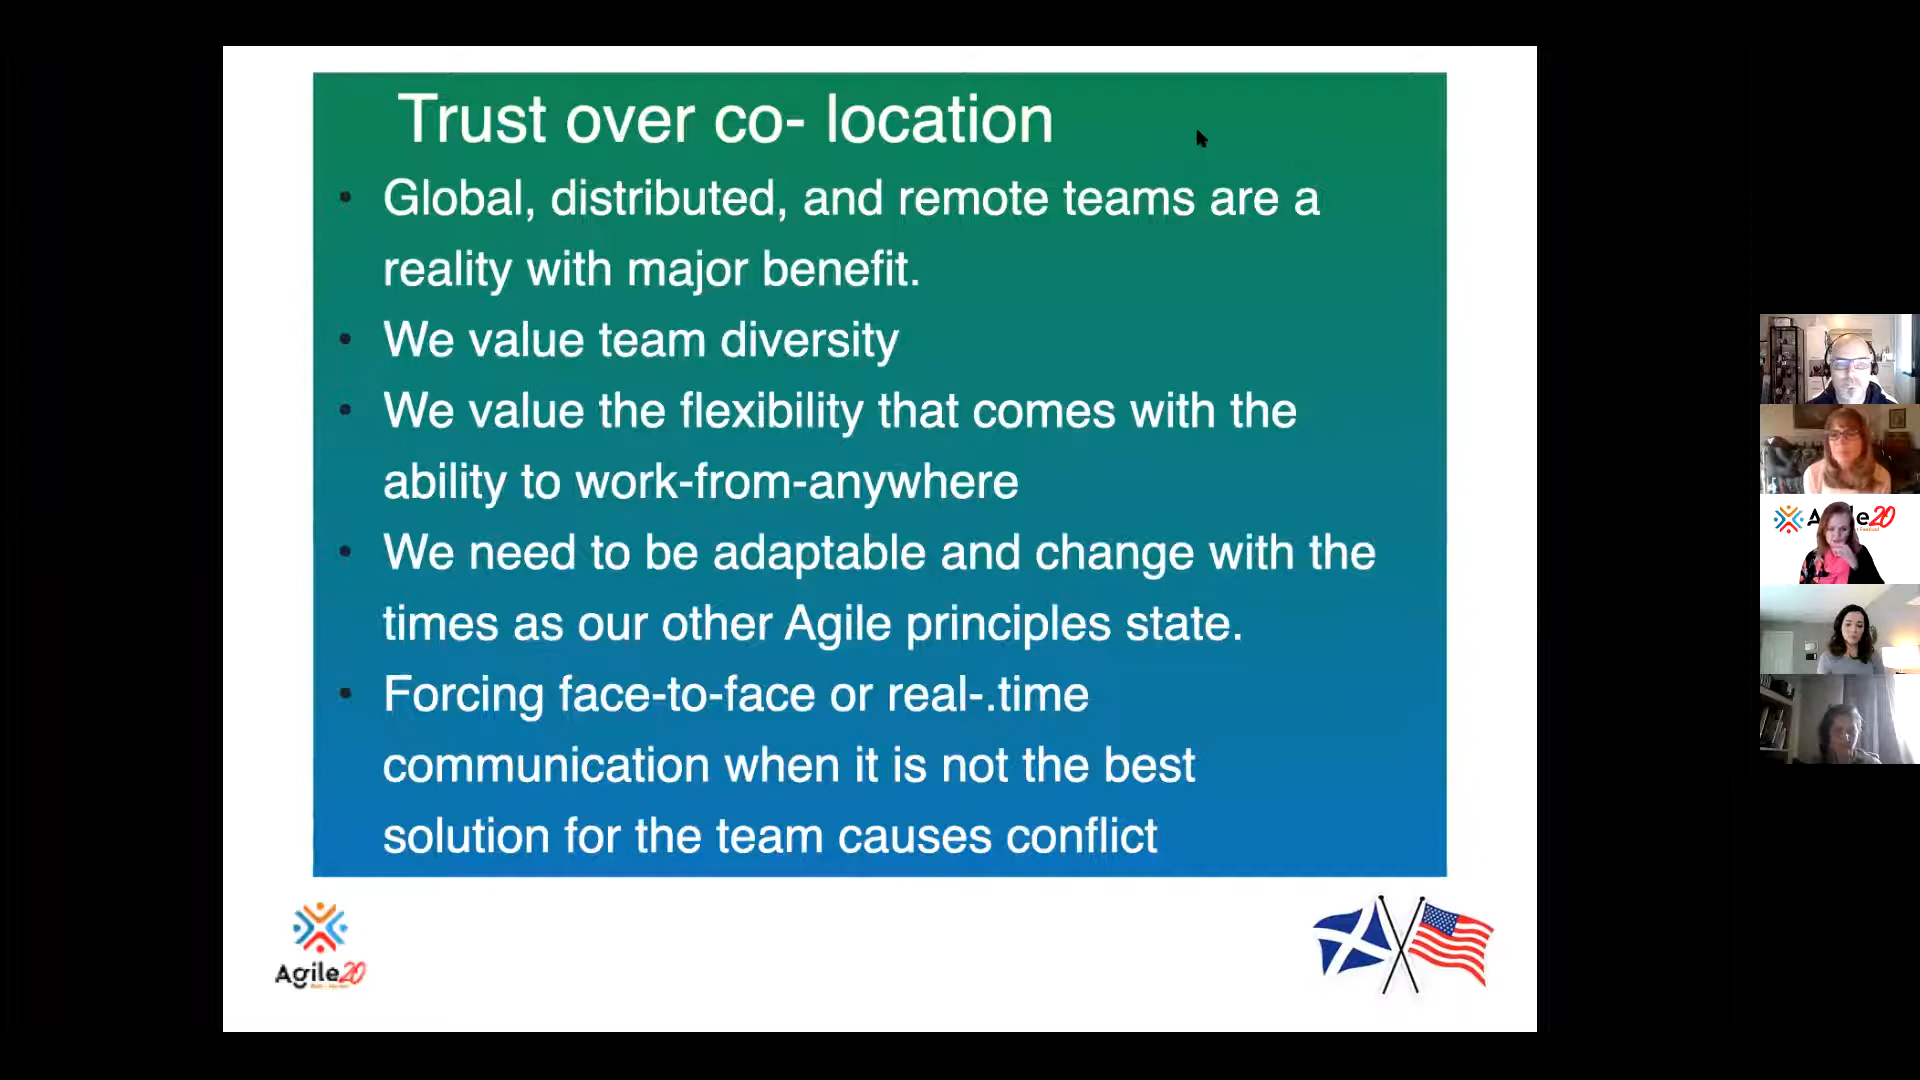 Trust over co- location
• Global, distributed, and remote teams are a
reality with major benefit.
• We value team diversity
• We value the flexibility that comes with the
ability to work-from-anywhere
• We need to be adaptable and change with the
times as our other Agile principles state.
• Forcing face-to-face or real-.time
communication when it is not the best
solution for the team causes conflict
Agile20